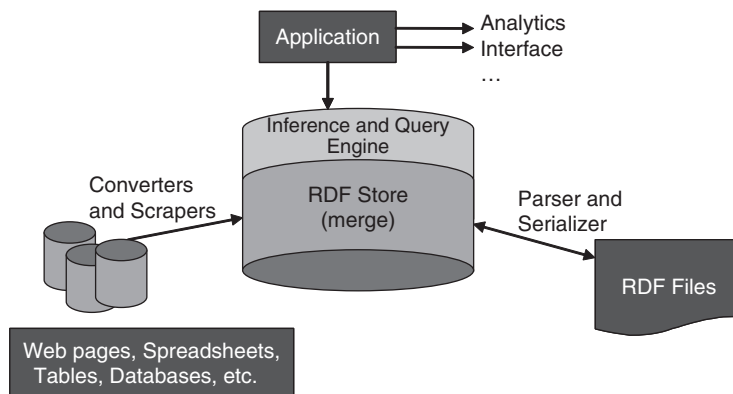 Application
Analytics
Interface
…
Inference and Query
Engine
RDF Store
(merge)
Converters
and Scrapers
Parser and
Serializer
RDF Files
Web pages, Spreadsheets,
Tables, Databases, etc.